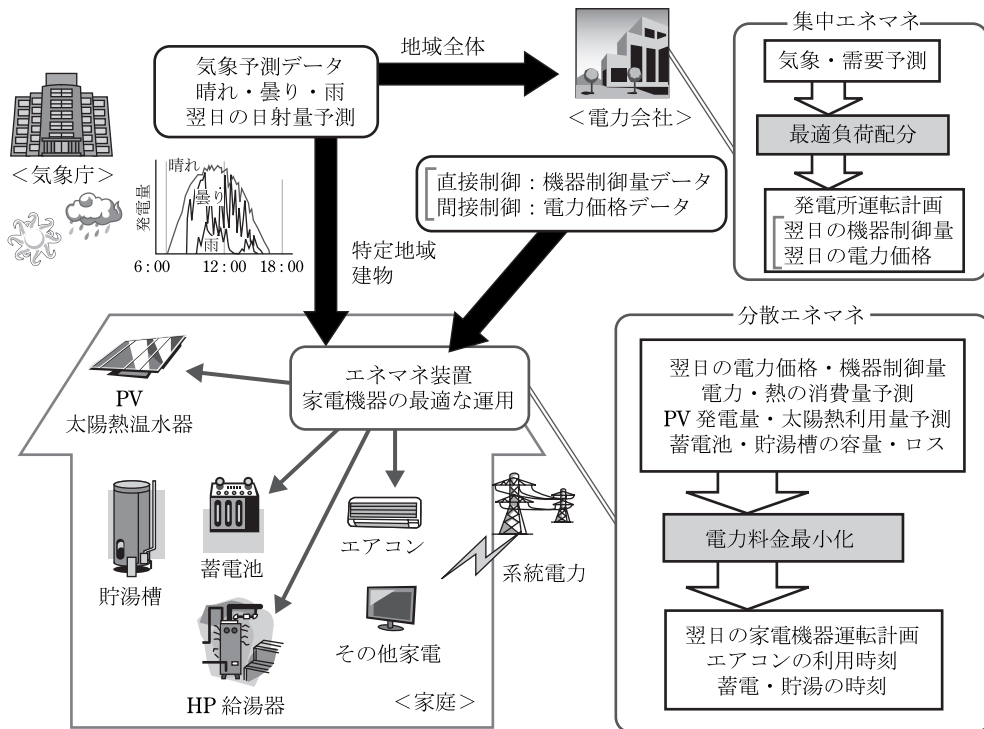 気象予測データ
晴れ・曇り・雨
翌日の日射量予測
地域全体
<電力会社>
<気象庁>
発電量
晴れ
曇り
雨
6:00
12:00
18:00
特定地域
建物
直接制御：機器制御量データ
間接制御：電力価格データ
集中エネマネ
気象・需要予測
最適負荷配分
発電所運転計画
翌日の機器制御量
翌日の電力価格
エネマネ装置
家電機器の最適な運用
PV
太陽熱温水器
貯湯槽
蓄電池
エアコン
系統電力
HP 給湯器
その他家電
<家庭>
分散エネマネ
翌日の電力価格・機器制御量
電力・熱の消費量予測
PV 発電量・太陽熱利用量予測
蓄電池・貯湯槽の容量・ロス
電力料金最小化
翌日の家電機器運転計画
エアコンの利用時刻
蓄電・貯湯の時刻